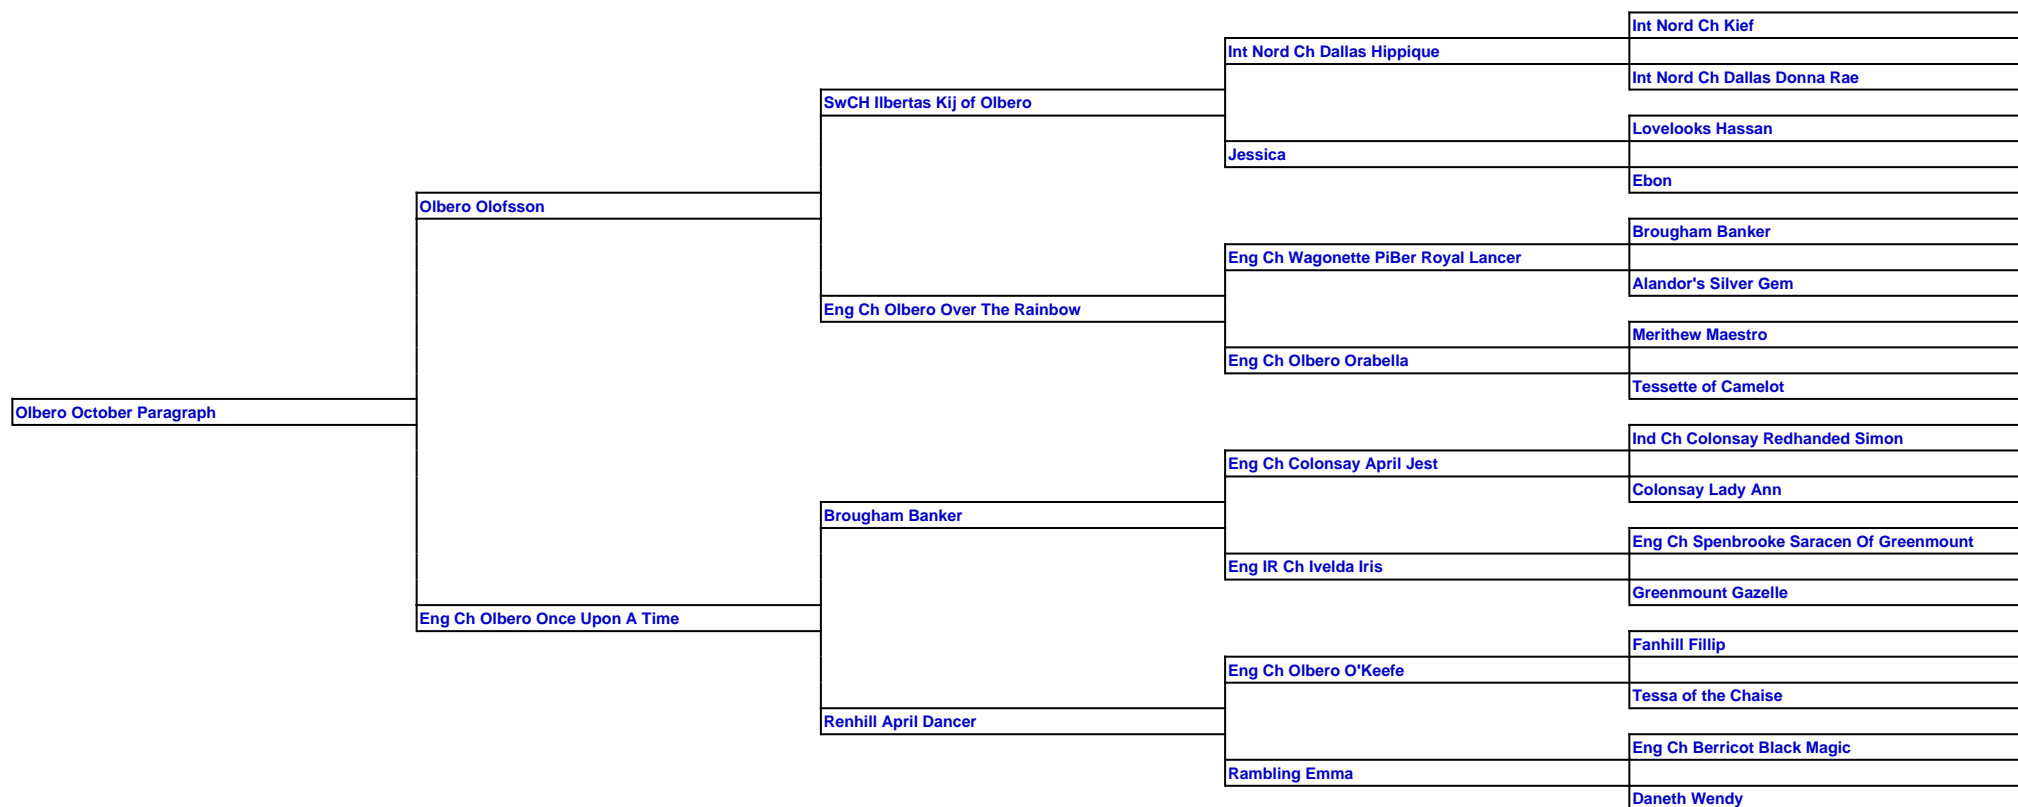 Int Nord Ch Kief
Int Nord Ch Dallas Hippique
Int Nord Ch Dallas Donna Rae
SwCH Ilbertas Kij of Olbero
Lovelooks Hassan
Jessica
Ebon
Olbero Olofsson
Brougham Banker
Eng Ch Wagonette PiBer Royal Lancer
Alandor's Silver Gem
Eng Ch Olbero Over The Rainbow
Merithew Maestro
Eng Ch Olbero Orabella
Tessette of Camelot
Olbero October Paragraph
Ind Ch Colonsay Redhanded Simon
Eng Ch Colonsay April Jest
Colonsay Lady Ann
Brougham Banker
Eng Ch Spenbrooke Saracen Of Greenmount
Eng IR Ch Ivelda Iris
Greenmount Gazelle
Eng Ch Olbero Once Upon A Time
Fanhill Fillip
Eng Ch Olbero O'Keefe
Tessa of the Chaise
Renhill April Dancer
Eng Ch Berricot Black Magic
Rambling Emma
Daneth Wendy